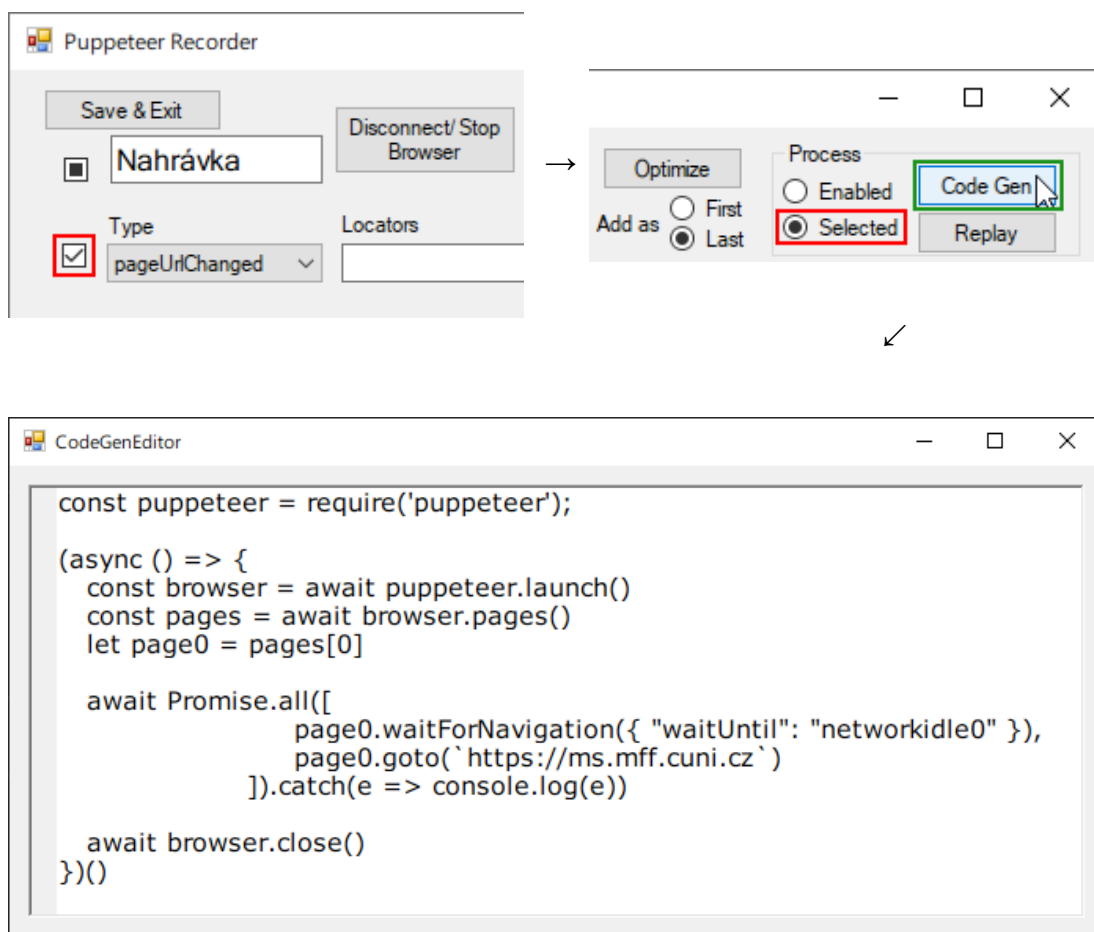 Puppeteer Recorder
Save & Exit
Nahrávka
Disconnect/ Stop
Browser
Type
Locators
pageUrlChanged
→
Optimize
Add as
First
Last
Process
Enabled
Selected
Code Gen
Replay
↙
CodeGenEditor
const puppeteer = require('puppeteer');
(async () => {
const browser = await puppeteer.launch()
const pages = await browser.pages()
let page0 = pages[0]
await Promise.all([
page0.waitForNavigation({ "waitUntil": "networkidle0" }),
page0.goto(`https://ms.mff.cuni.cz`)
]).catch(e => console.log(e))
await browser.close()
})()